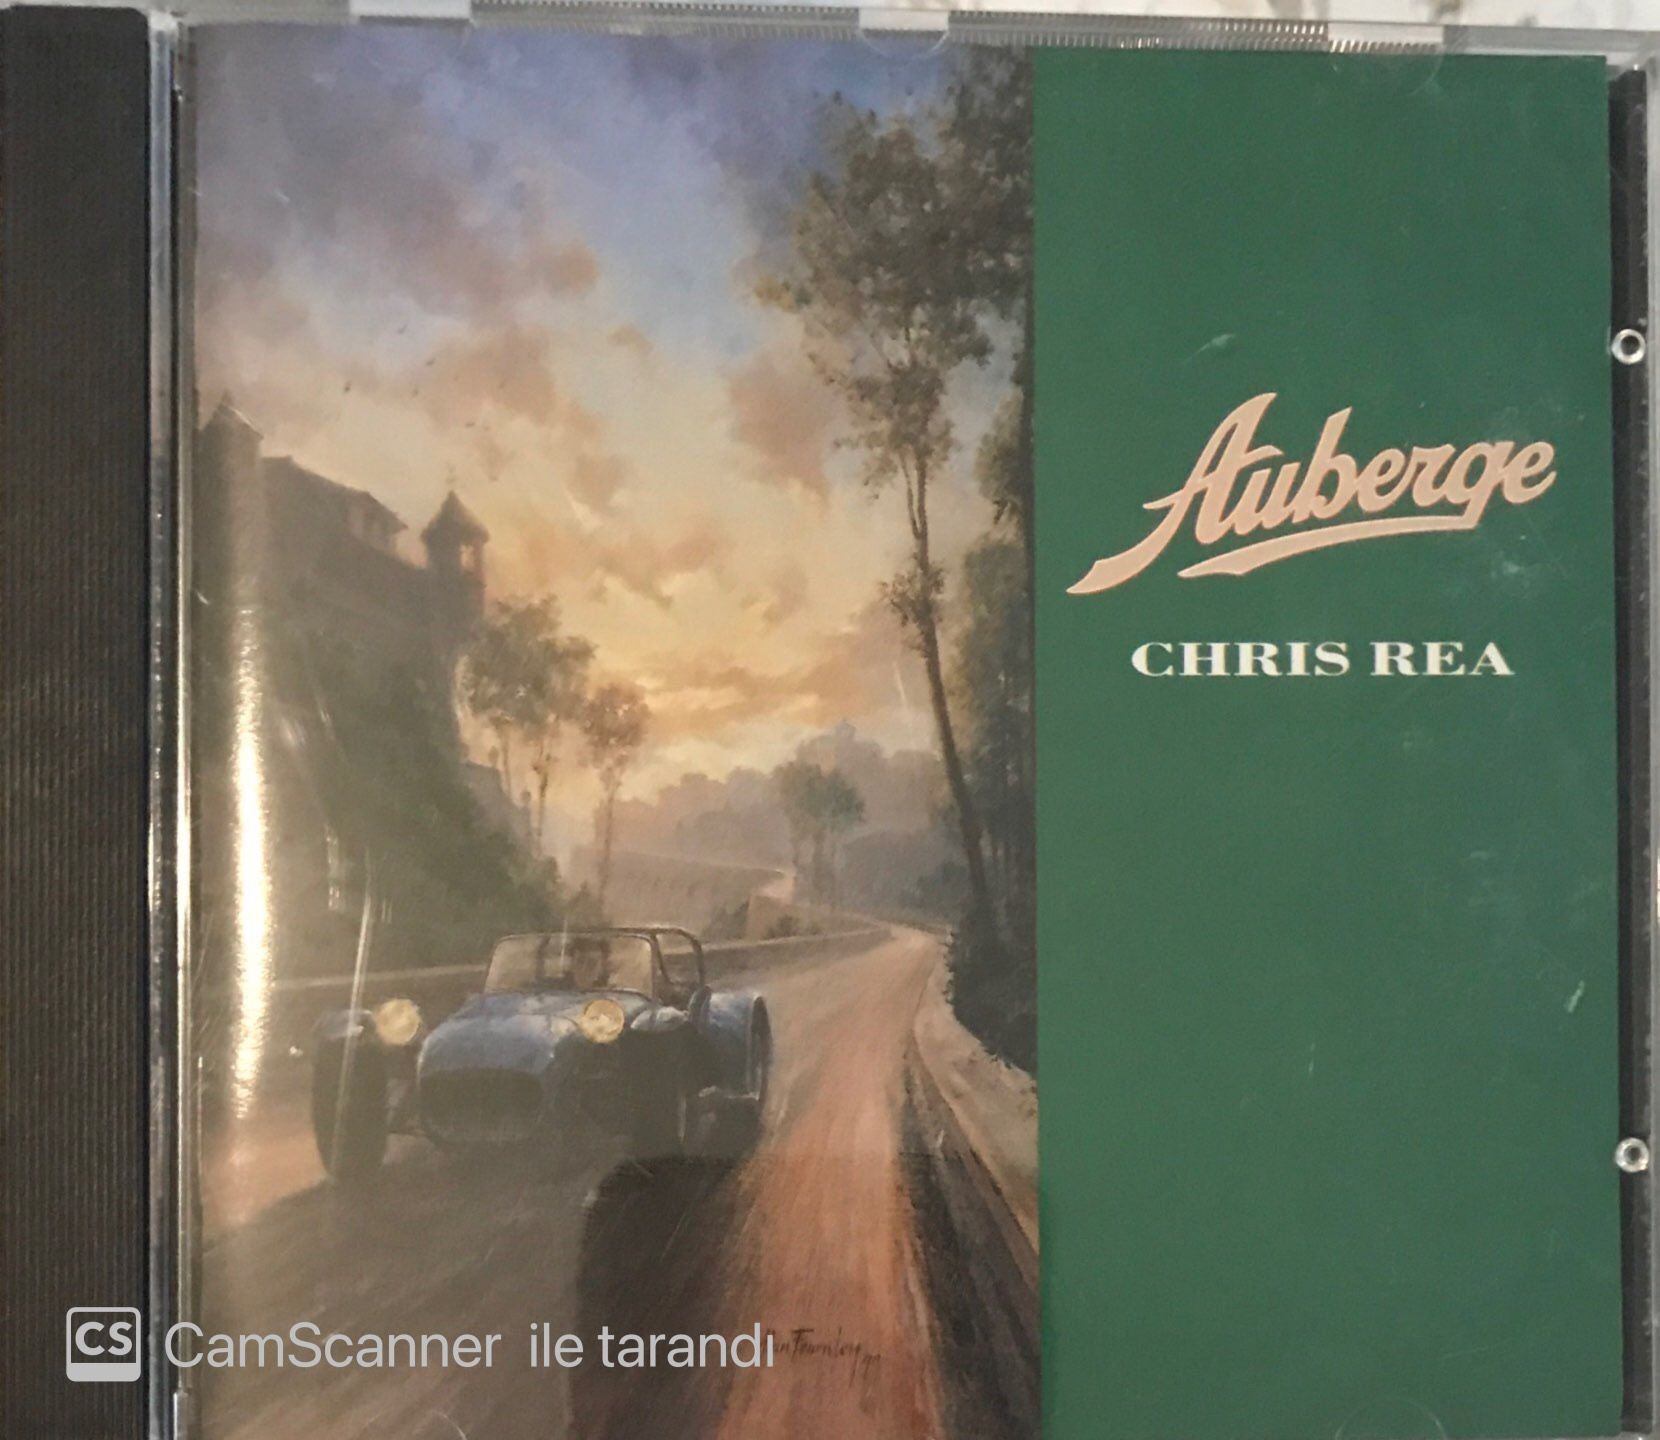 Auberge
CHRIS REA
CS CamScanner ile tarandı